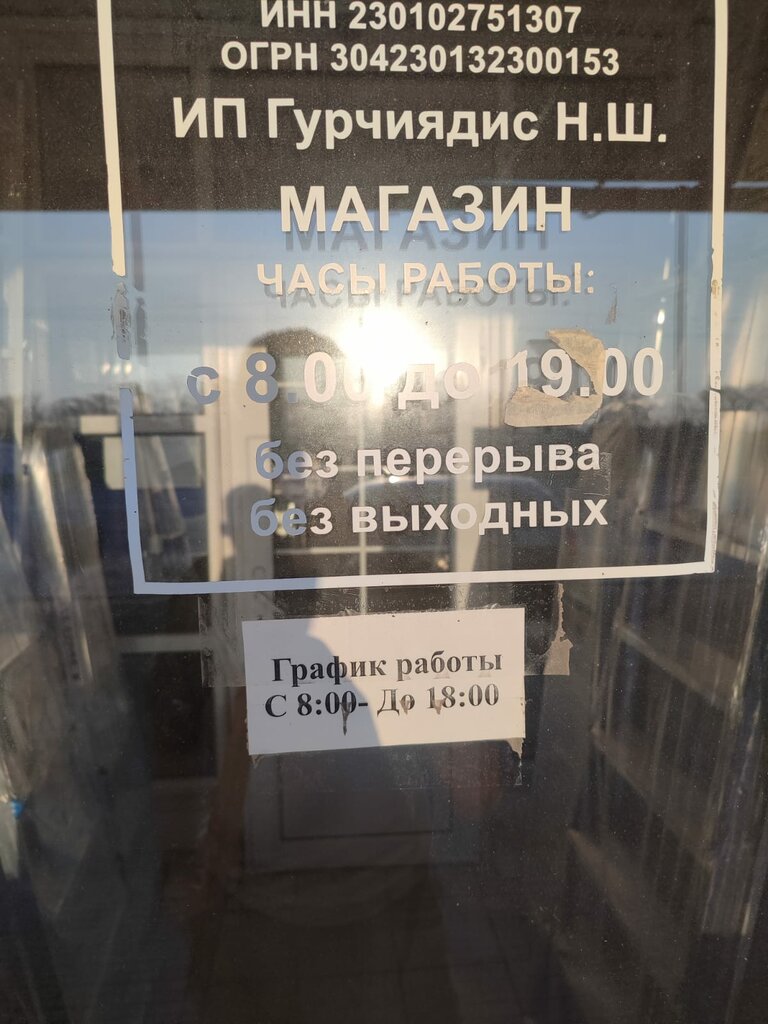 ИНН 230102751307
ОГРН 304230132300153
ИП Гурчиядис Н.Ш.
МАГАЗИН
ЧАСЫ РАБОТЫ:
с 8.00 до 19.00
без перерыва
без выходных
График работы
С 8:00- До 18:00